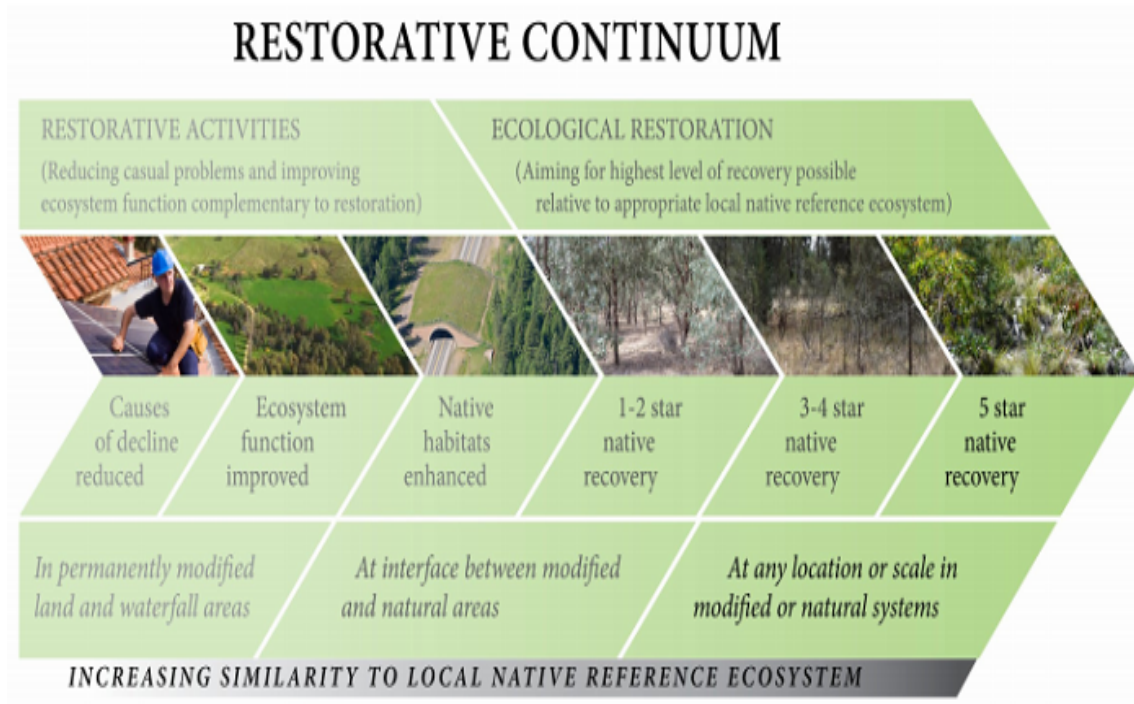 RESTORATIVE CONTINUUM
RESTORATIVE ACTIVITIES
(Reducing casual problems and improving
ecosystem function complementary to restoration)
ECOLOGICAL RESTORATION
(Aiming for highest level of recovery possible
relative to appropriate local native reference ecosystem)
Causes
of decline
reduced
Ecosystem
function
improved
Native
habitats
enhanced
1-2 star
native
recovery
3-4 star
native
recovery
5 star
native
recovery
In permanently modified
land and waterfall areas
At interface between modified
and natural areas
At any location or scale in
modified or natural systems
INCREASING SIMILARITY TO LOCAL NATIVE REFERENCE ECOSYSTEM